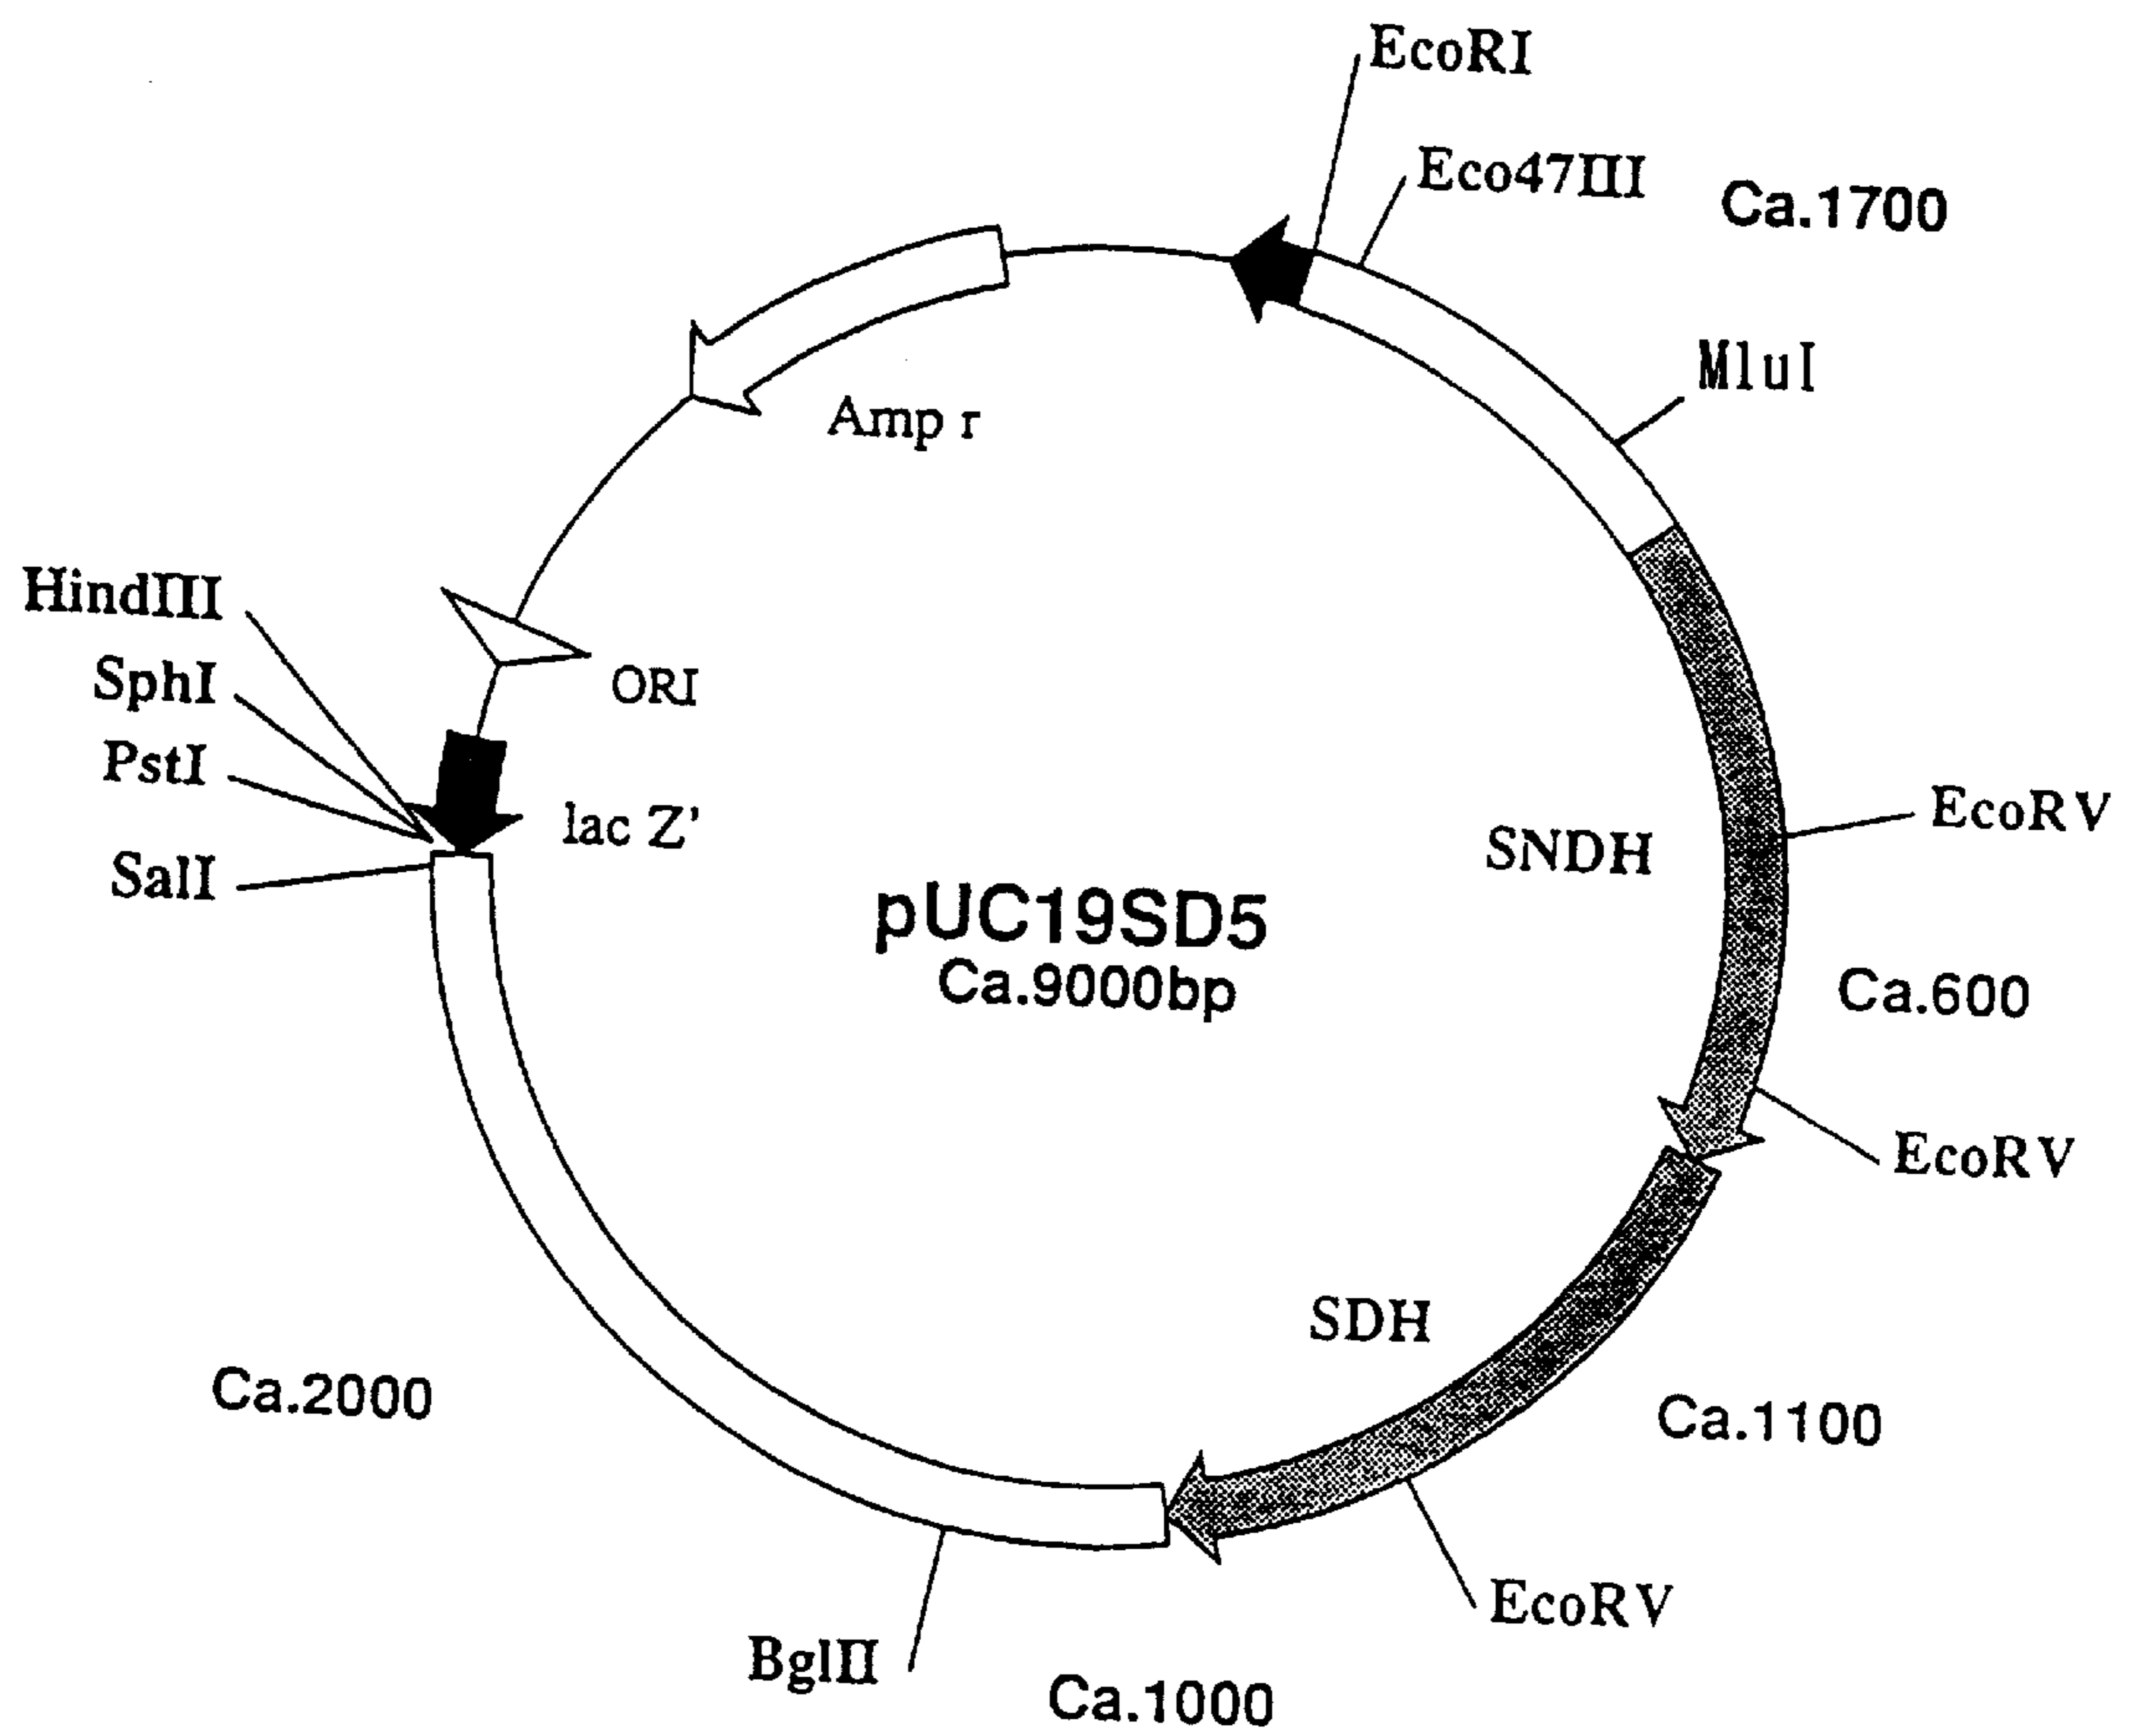 EcoRI
Eco47III
Ca.1700
MluI
Amp r
HindIII
SphI
ORI
PstI
lac Z'
SalI
SNDH
EcoRV
pUC19SD5
Ca.9000bp
Ca.600
EcoRV
SDH
Ca.2000
Ca.1100
EcoRV
BglII
Ca.1000